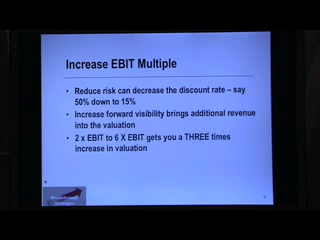 Increase EBIT Multiple
• Reduce risk can decrease the discount rate – say
50% down to 15%
• Increase forward visibility brings additional revenue
into the valuation
• 2 x EBIT to 6 X EBIT gets you a THREE times
increase in valuation
Breakthrough